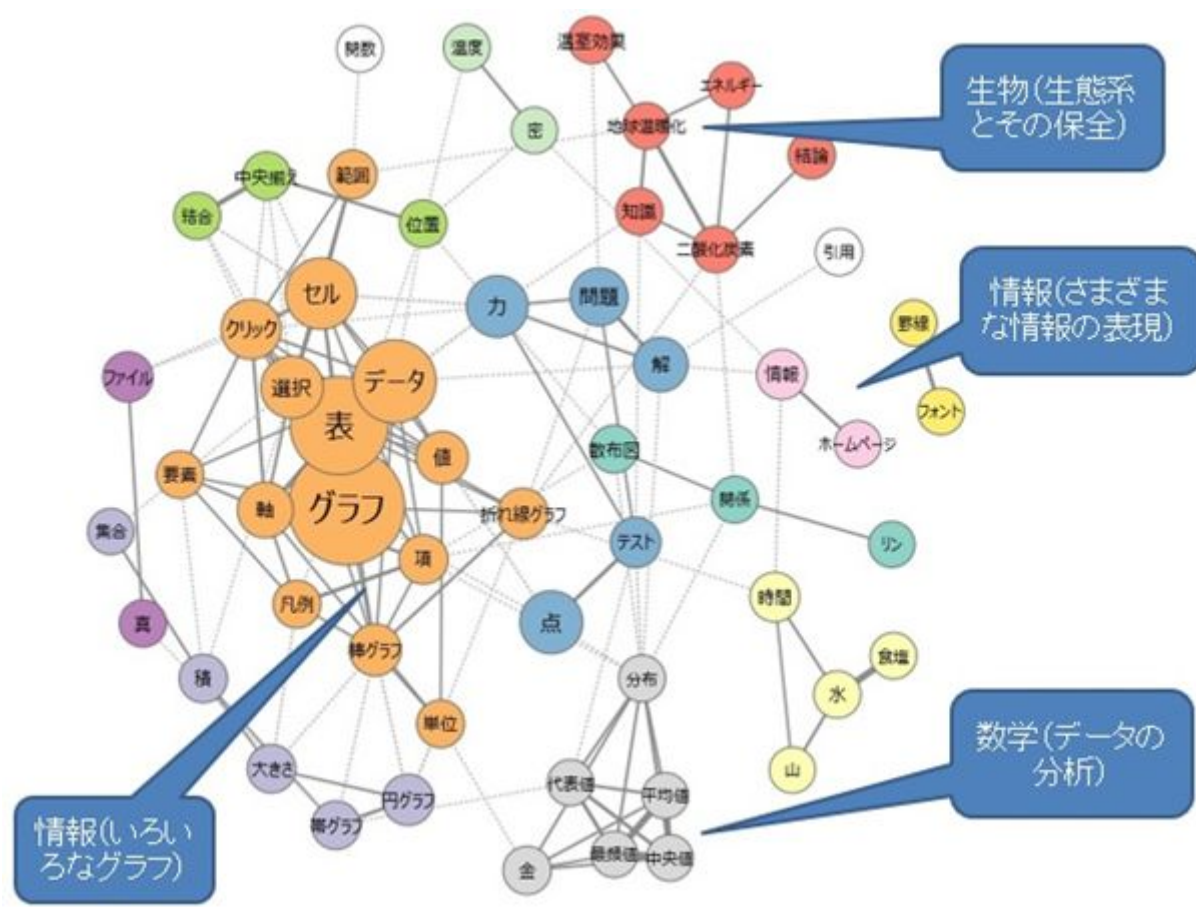 関数
温度
温室効果
エネルギー
生物(生態系
とその保全)
密
地球温暖化
結論
中央揃え
範囲
結合
位置
知識
二酸化炭素
引用
セル
力
問題
情報(さまざま
な情報の表現)
クリック
罫線
ファイル
選択
データ
解
情報
フォント
表
ホームページ
要素
値
散布図
軸
グラフ
折れ線グラフ
関係
集合
項
テスト
リン
凡例
時間
真
点
棒グラフ
積
分布
食塩
水
単位
大きさ
代表値
平均値
山
数学(データの
分析)
円グラフ
帯グラフ
情報(いろい
ろなグラフ)
最頻値
中央値
金